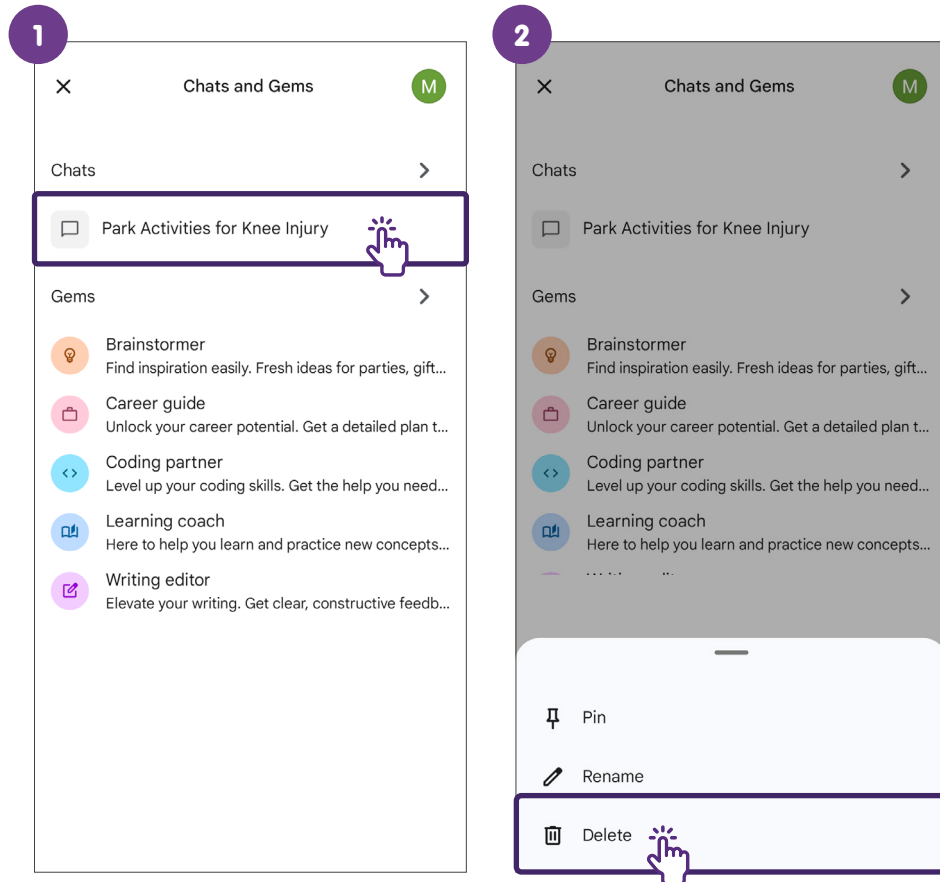 1
Chats and Gems
M
Chats
Park Activities for Knee Injury
Gems
Brainstormer
Find inspiration easily. Fresh ideas for parties, gift...
Career guide
Unlock your career potential. Get a detailed plan t...
Coding partner
Level up your coding skills. Get the help you need...
Learning coach
Here to help you learn and practice new concepts...
Writing editor
Elevate your writing. Get clear, constructive feedb...
2
Chats and Gems
M
Chats
Park Activities for Knee Injury
Gems
Brainstormer
Find inspiration easily. Fresh ideas for parties, gift...
Career guide
Unlock your career potential. Get a detailed plan t...
Coding partner
Level up your coding skills. Get the help you need...
Learning coach
Here to help you learn and practice new concepts...
Pin
Rename
Delete